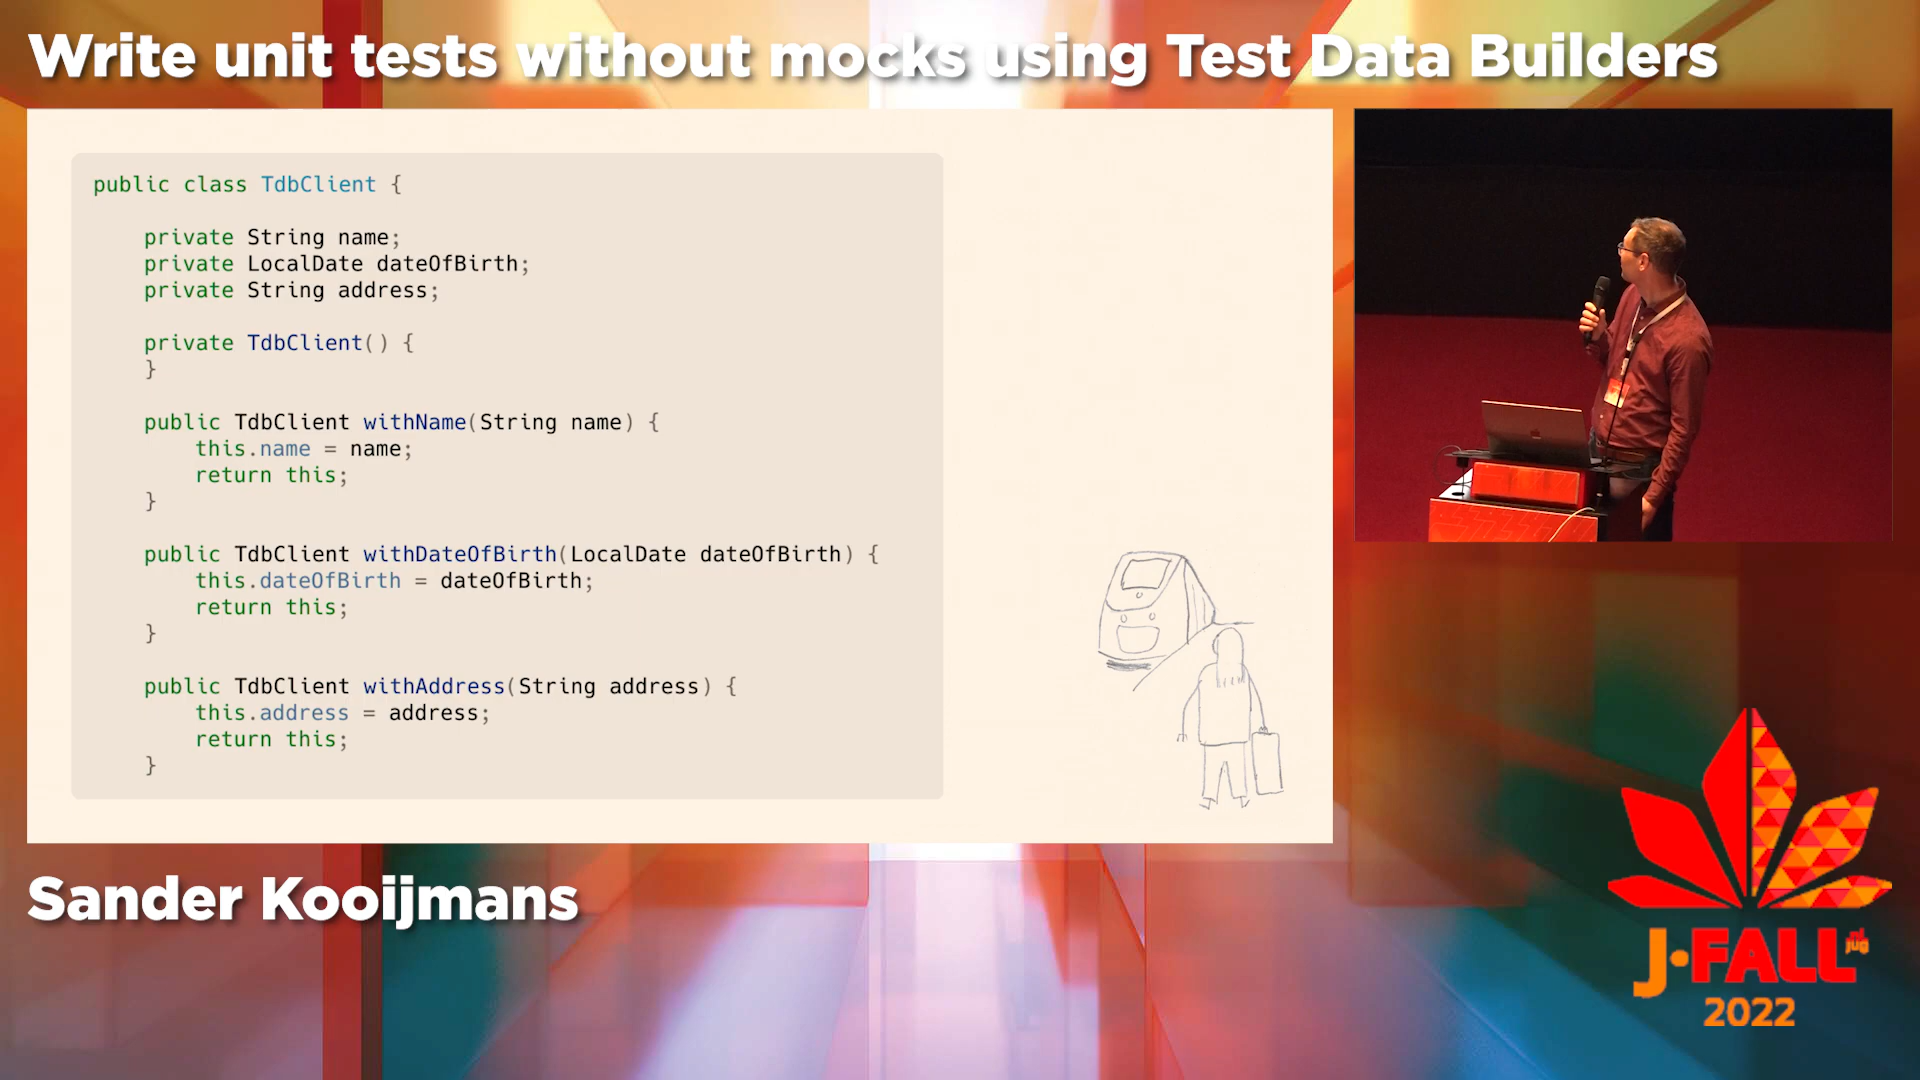 Write unit tests without mocks using Test Data Builders
public class TdbClient {
private String name;
private LocalDate dateOfBirth;
private String address;
private TdbClient() {
}
public TdbClient withName(String name) {
this.name = name;
return this;
}
public TdbClient withDateOfBirth(LocalDate dateOfBirth) {
this.dateOfBirth = dateOfBirth;
return this;
}
public TdbClient withAddress(String address) {
this.address = address;
return this;
}
Sander Kooijmans
J•FALL nl jug
2022